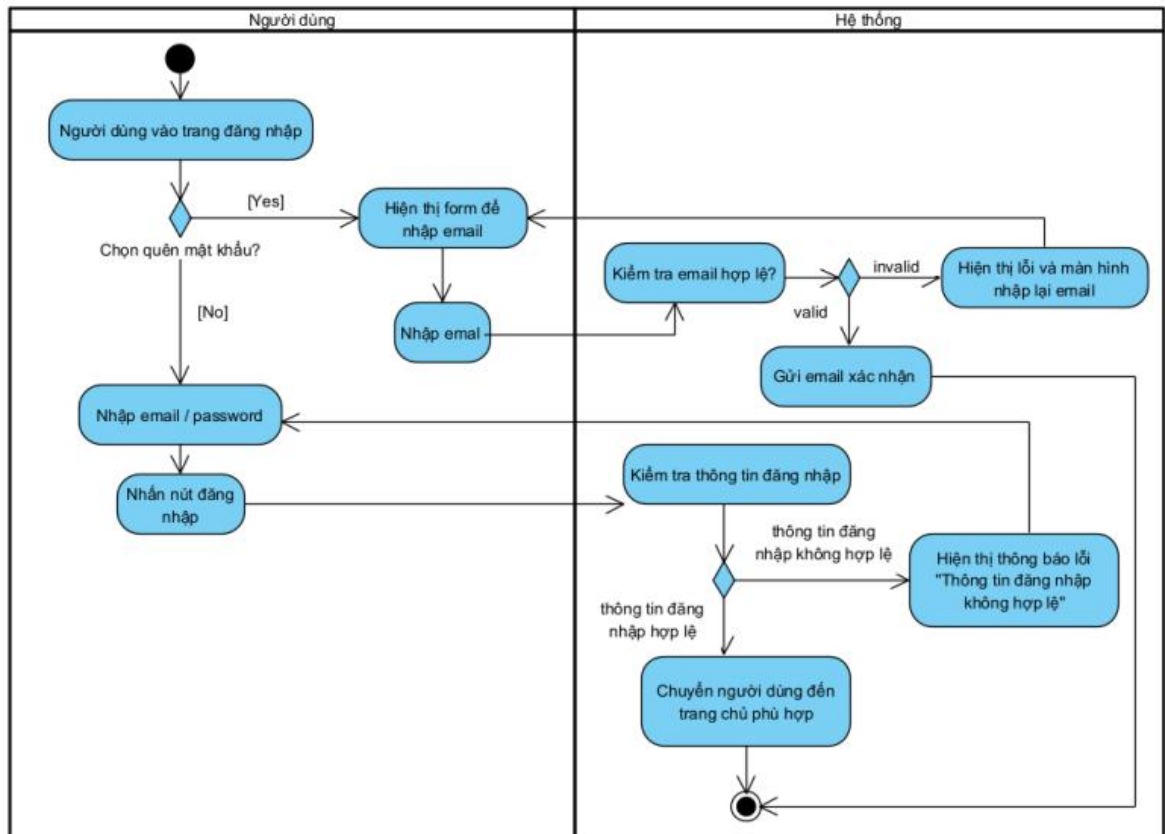 Người dùng
Hệ thống
Người dùng vào trang đăng nhập
[Yes]
Chọn quên mật khẩu?
[No]
Hiện thị form để
nhập email
Nhập emal
Kiểm tra email hợp lệ?
invalid
valid
Hiện thị lỗi và màn hình
nhập lại email
Gửi email xác nhận
Nhập email / password
Nhấn nút đăng
nhập
Kiểm tra thông tin đăng nhập
thông tin đăng
nhập không hợp lệ
Hiện thị thông báo lỗi
"Thông tin đăng nhập
không hợp lệ"
thông tin đăng
nhập hợp lệ
Chuyển người dùng đến
trang chủ phù hợp